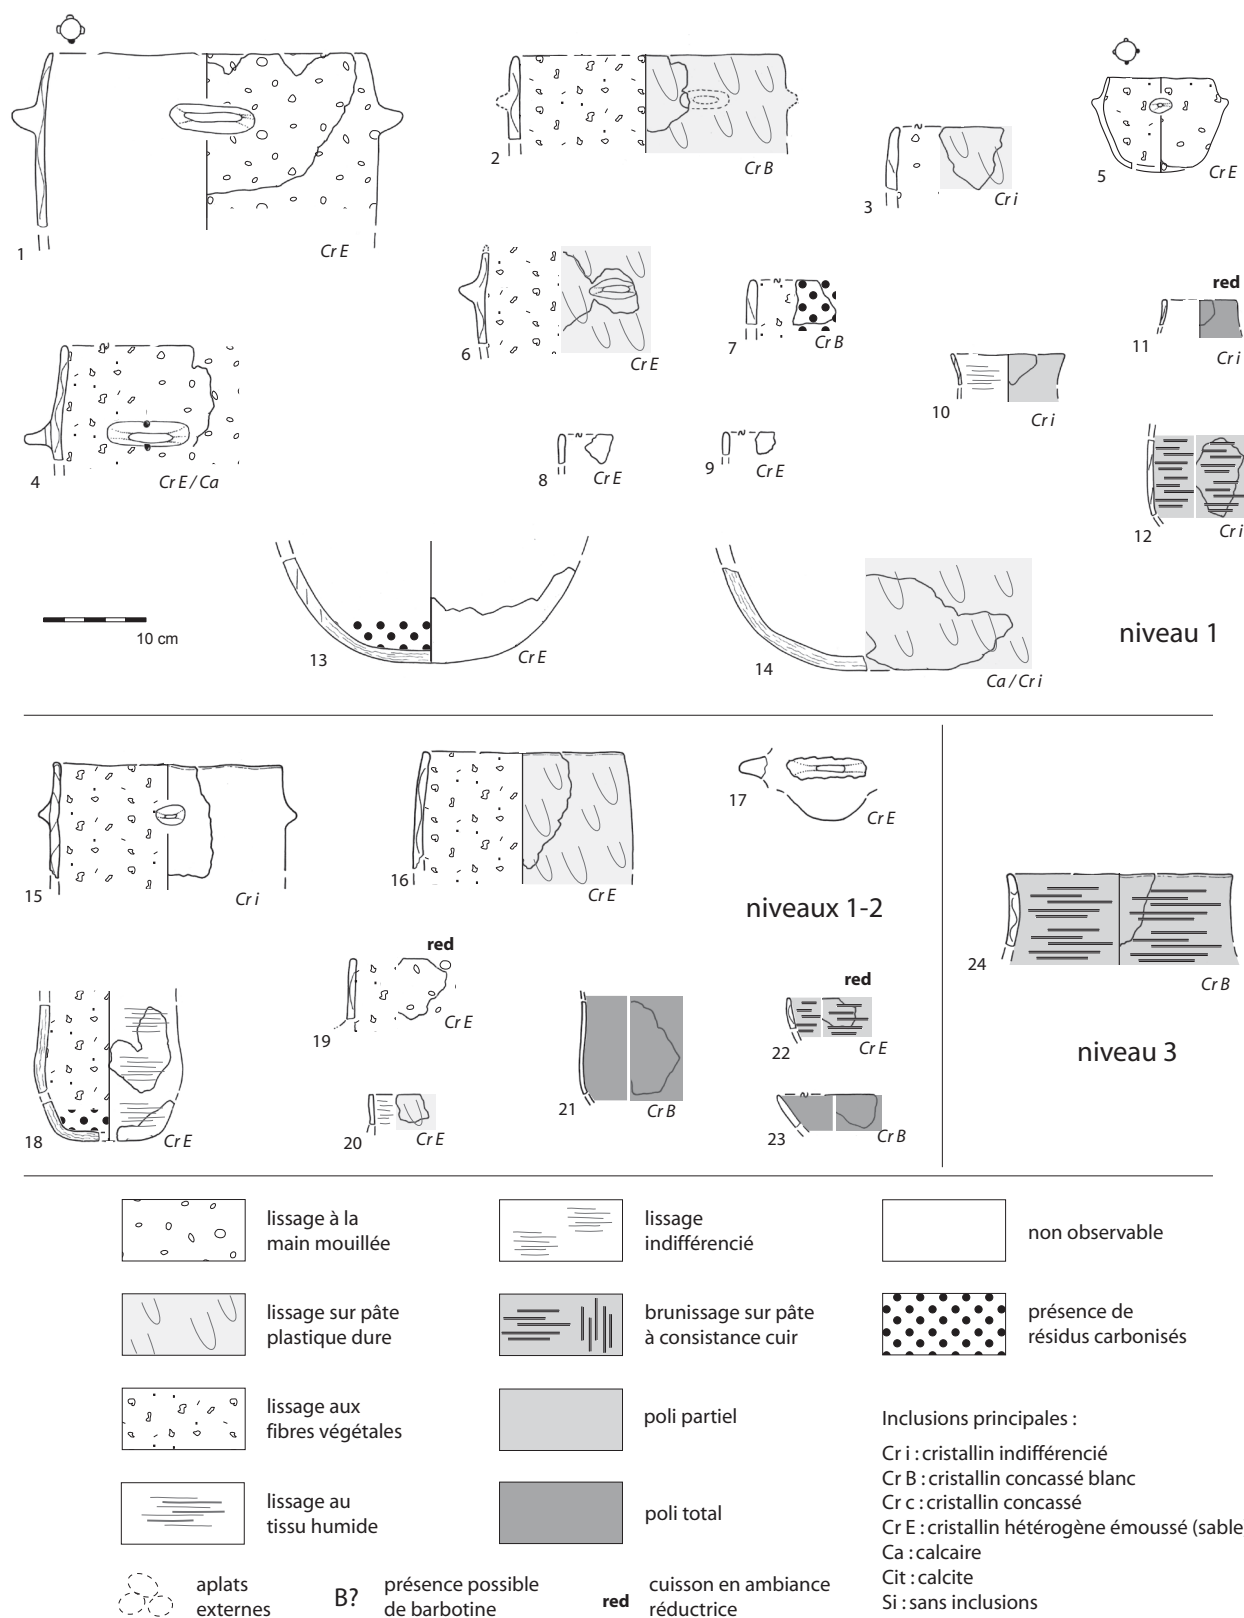 1
Cr E
2
Cr B
3
Cr i
5
Cr E
6
Cr E
7
Cr B
red
11
Cr i
10
Cr i
4
Cr E / Ca
8
Cr E
9
Cr E
12
Cr i
10 cm
13
Cr E
14
Ca / Cr i
niveau 1
15
Cr i
16
Cr E
17
Cr E
niveaux 1-2
24
Cr B
niveau 3
18
Cr E
red
19
Cr E
20
Cr E
21
Cr B
red
22
Cr E
23
Cr B
lissage à la
main mouillée
lissage sur pâte
plastique dure
lissage aux
fibres végétales
lissage au
tissu humide
aplats
externes
lissage
indifférencié
brunissage sur pâte
à consistance cuir
poli partiel
poli total
B?
présence possible
de barbotine
red
cuisson en ambiance
réductrice
non observable
présence de
résidus carbonisés
Inclusions principales :
Cr i : cristallin indifférencié
Cr B : cristallin concassé blanc
Cr c : cristallin concassé
Cr E : cristallin hétérogène émoussé (sable
Ca : calcaire
Cit : calcite
Si : sans inclusions